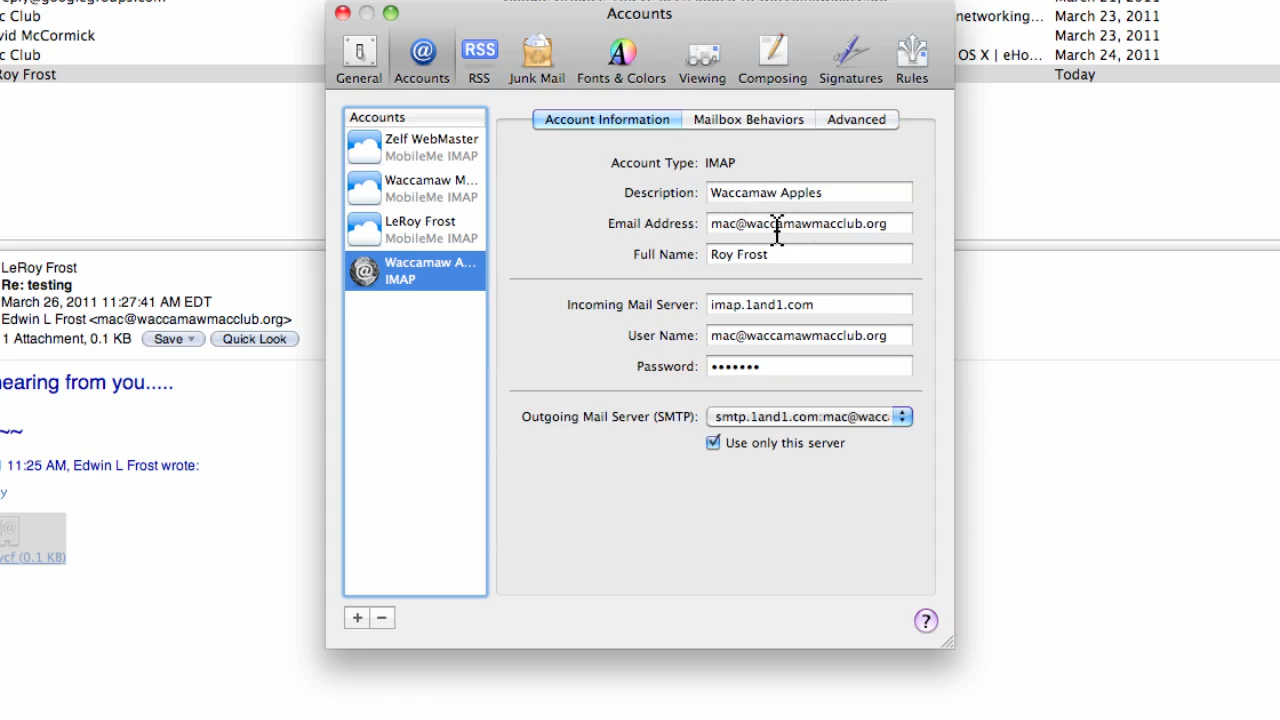 reply@googlegroups.com
c Club
vid McCormick
c Club
Roy Frost
networking... March 23, 2011
March 21, 2011
March 23, 2011
OS X | eHo... March 24, 2011
Today
Accounts
General Accounts RSS Junk Mail Fonts & Colors Viewing Composing Signatures Rules
RSS
Accounts
Zelf WebMaster
MobileMe IMAP
Waccamaw M...
MobileMe IMAP
LeRoy Frost
MobileMe IMAP
Waccamaw A...
IMAP
Account Information Mailbox Behaviors Advanced
Account Type: IMAP
Description: Waccamaw Apples
Email Address: mac@waccamawmacclub.org
Full Name: Roy Frost
Incoming Mail Server: imap.1and1.com
User Name: mac@waccamawmacclub.org
Password: •••••••
Outgoing Mail Server (SMTP): smtp.1and1.com:mac@wacc
Use only this server
+ −
?
LeRoy Frost
Re: testing
March 26, 2011 11:27:41 AM EDT
Edwin L Frost <mac@waccamawmacclub.org>
1 Attachment, 0.1 KB Save Quick Look
hearing from you.....
~~
11:25 AM, Edwin L Frost wrote:
y
vcf (0.1 KB)